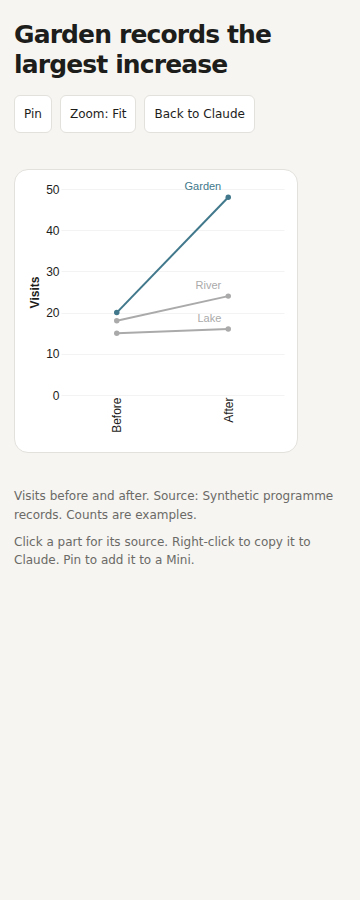 Garden records the
largest increase
Pin
Zoom: Fit
Back to Claude
50
40
30
20
10
0
Visits
Garden
River
Lake
Before
After
Visits before and after. Source: Synthetic programme
records. Counts are examples.
Click a part for its source. Right-click to copy it to
Claude. Pin to add it to a Mini.